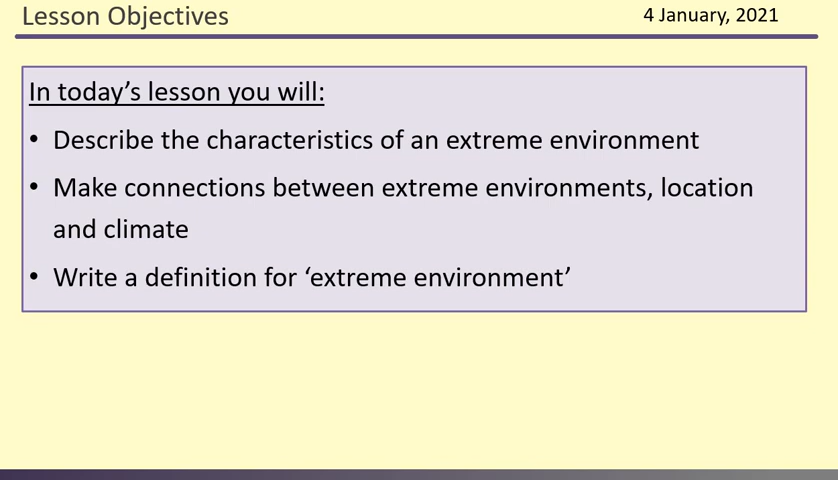 Lesson Objectives
4 January, 2021
In today’s lesson you will:
• Describe the characteristics of an extreme environment
• Make connections between extreme environments, location
and climate
• Write a definition for ‘extreme environment’